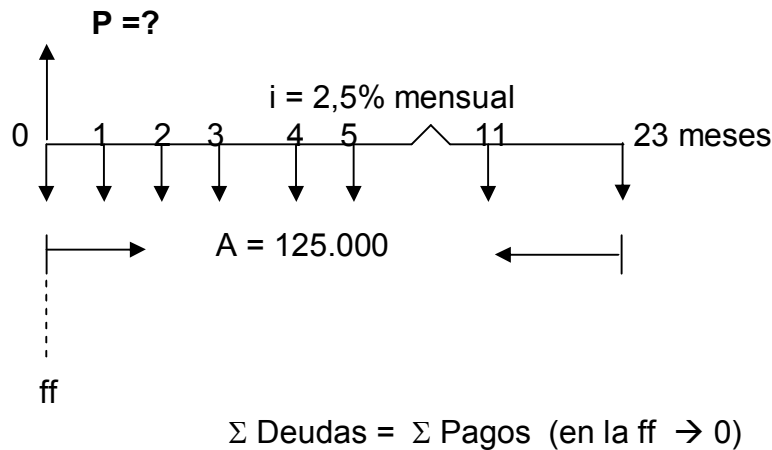 P =?
i = 2,5% mensual
0 1 2 3 4 5 11 23 meses
A = 125.000
ff
Σ Deudas = Σ Pagos (en la ff → 0)